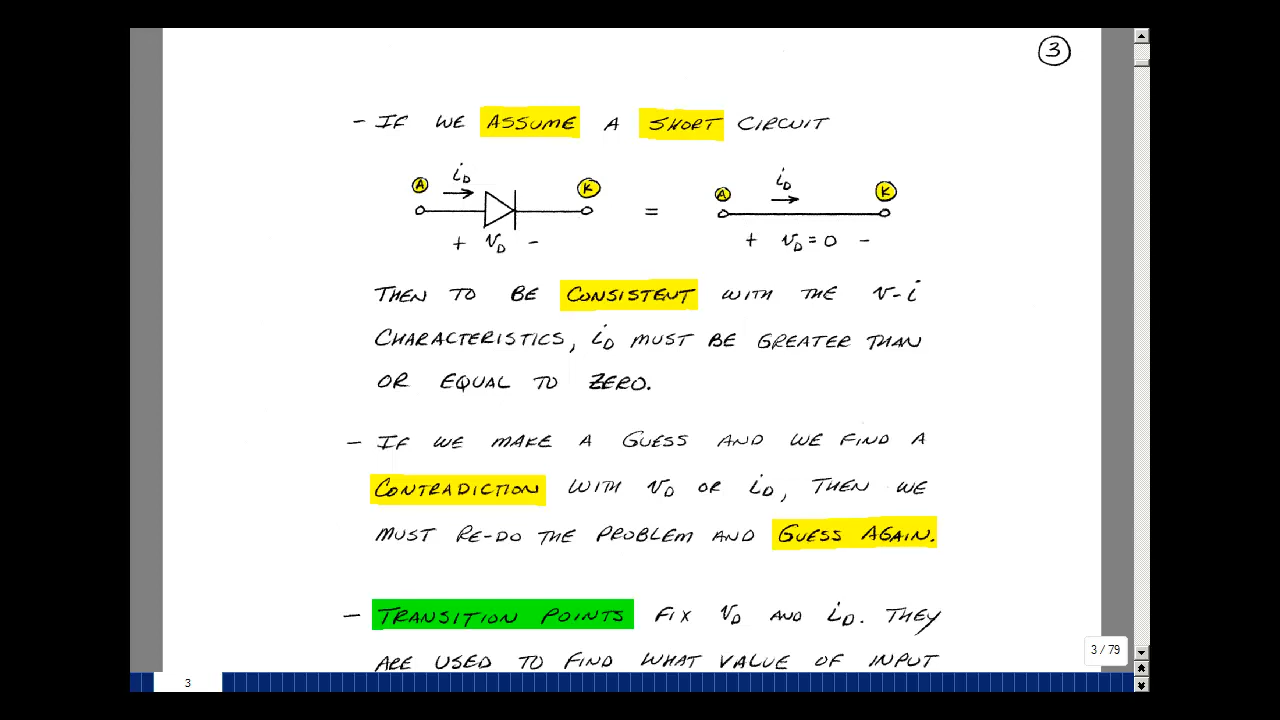 3
- IF WE ASSUME A SHORT CIRCUIT
A iD K A iD K
=
+ vD - + vD = 0 -
THEN TO BE CONSISTENT WITH THE v-i
CHARACTERISTICS, iD MUST BE GREATER THAN
OR EQUAL TO ZERO.
- IF WE MAKE A GUESS AND WE FIND A
CONTRADICTION WITH vD OR iD, THEN WE
MUST RE-DO THE PROBLEM AND GUESS AGAIN.
- TRANSITION POINTS FIX vD AND iD. THEY
ARE USED TO FIND WHAT VALUE OF INPUT
3 / 79
3